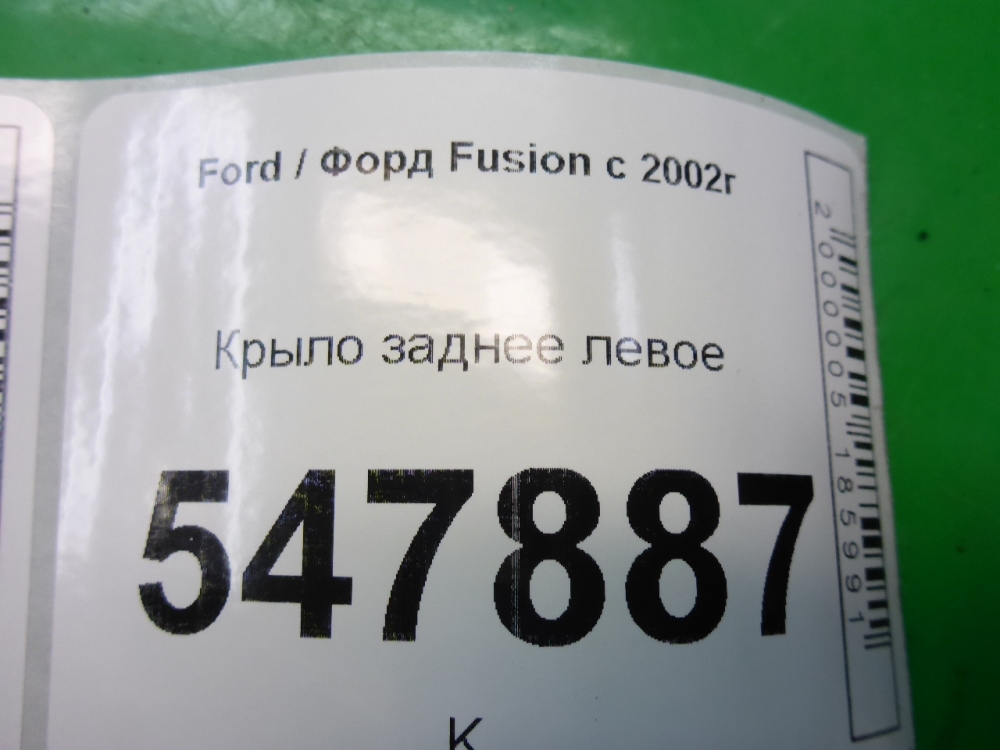 Ford / Форд Fusion с 2002г
Крыло заднее левое
547887
К
2000005185991